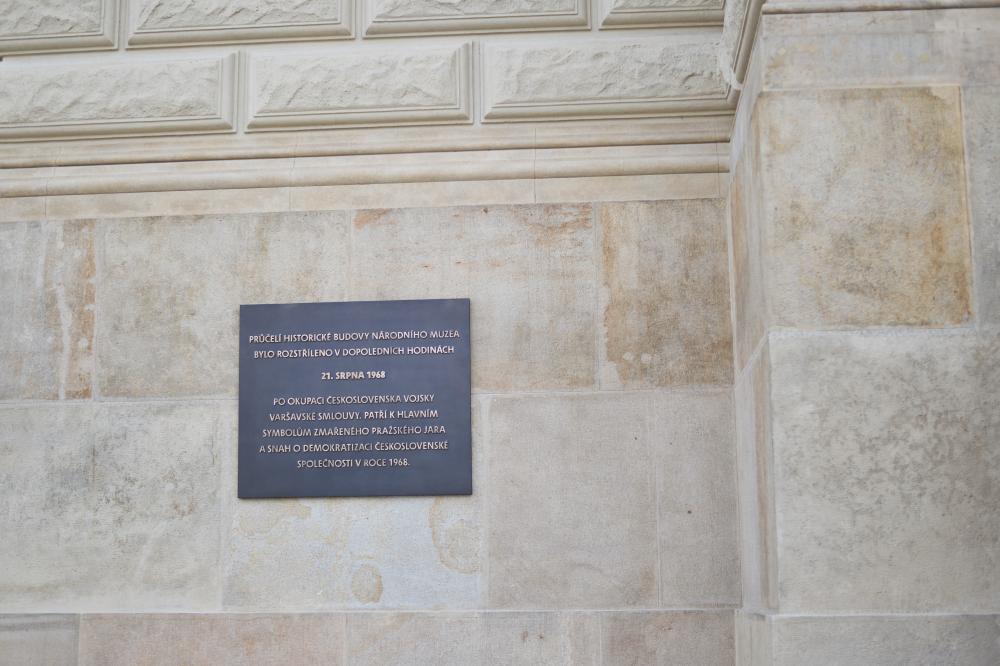 PRŮČELÍ HISTORICKÉ BUDOVY NÁRODNÍHO MUZEA
BYLO ROZSTŘÍLENO V DOPOLEDNÍCH HODINÁCH
21. SRPNA 1968
PO OKUPACI ČESKOSLOVENSKA VOJSKY
VARŠAVSKÉ SMLOUVY. PATŘÍ K HLAVNÍM
SYMBOLŮM ZMAŘENÉHO PRAŽSKÉHO JARA
A SNAH O DEMOKRATIZACI ČESKOSLOVENSKÉ
SPOLEČNOSTI V ROCE 1968.